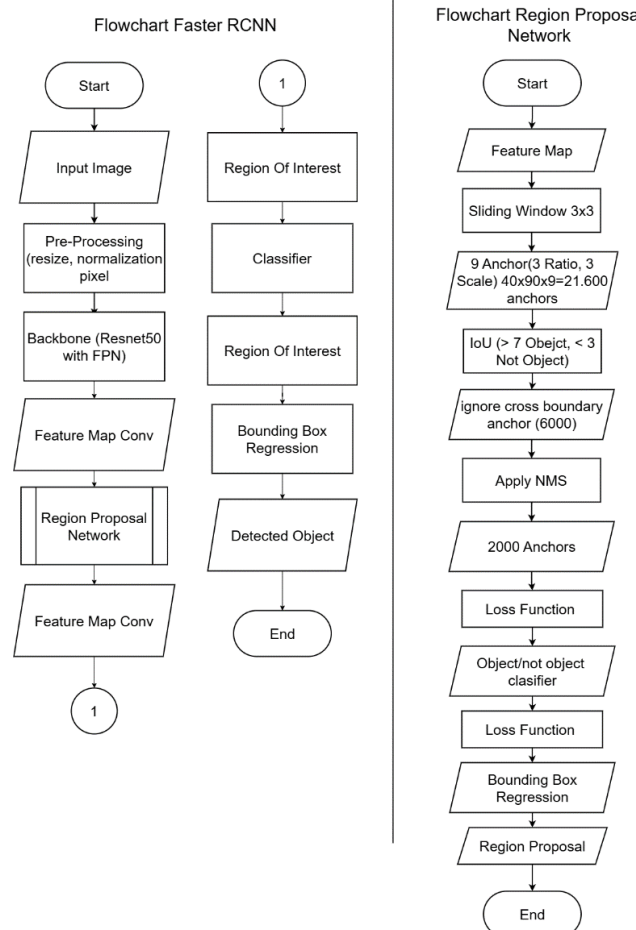 Flowchart Faster RCNN
Start
Input Image
Pre-Processing
(resize, normalization
pixel
Backbone (Resnet50
with FPN)
Feature Map Conv
Region Proposal
Network
Feature Map Conv
1
1
Region Of Interest
Classifier
Region Of Interest
Bounding Box
Regression
Detected Object
End
Flowchart Region Proposa
Network
Start
Feature Map
Sliding Window 3x3
9 Anchor(3 Ratio, 3
Scale) 40x90x9=21.600
anchors
IoU (> 7 Obejct, < 3
Not Object)
ignore cross boundary
anchor (6000)
Apply NMS
2000 Anchors
Loss Function
Object/not object
clasifier
Loss Function
Bounding Box
Regression
Region Proposal
End